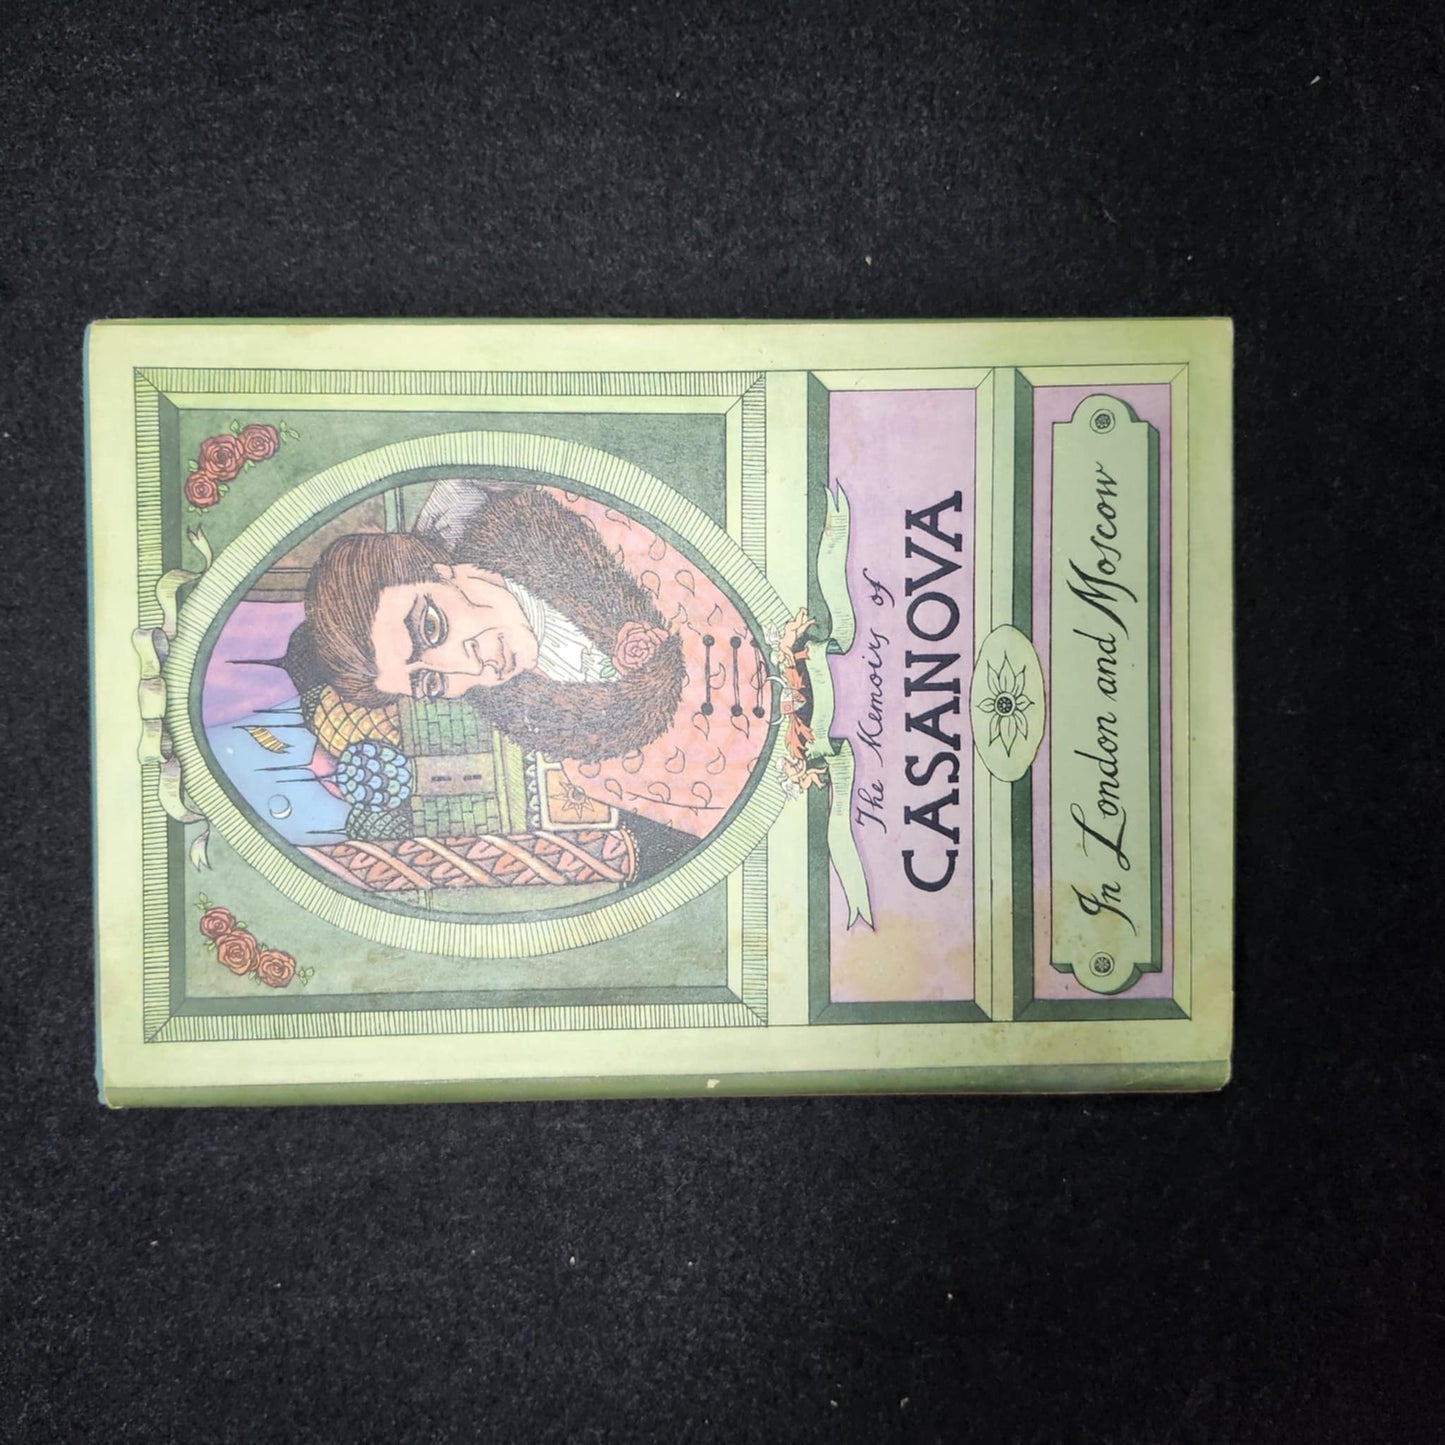 The Memoirs of
CASANOVA
In London and Moscow